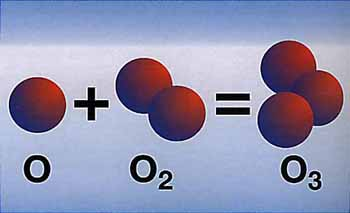 + =
O O₂ O₃